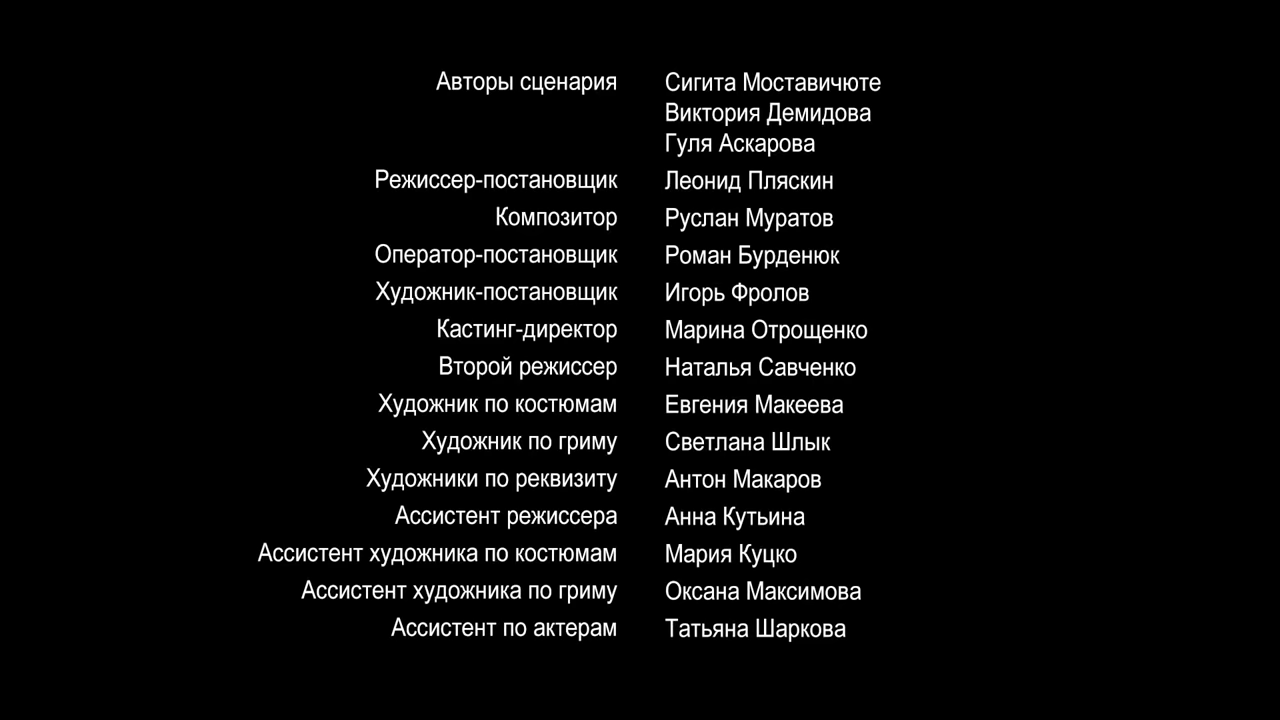 Авторы сценария Сигита Моставичюте
Виктория Демидова
Гуля Аскарова
Режиссер-постановщик Леонид Пляскин
Композитор Руслан Муратов
Оператор-постановщик Роман Бурденюк
Художник-постановщик Игорь Фролов
Кастинг-директор Марина Отрощенко
Второй режиссер Наталья Савченко
Художник по костюмам Евгения Макеева
Художник по гриму Светлана Шлык
Художники по реквизиту Антон Макаров
Ассистент режиссера Анна Кутьина
Ассистент художника по костюмам Мария Куцко
Ассистент художника по гриму Оксана Максимова
Ассистент по актерам Татьяна Шаркова